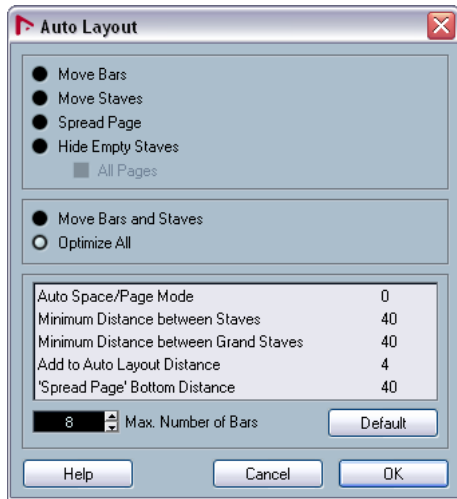 Auto Layout
Move Bars
Move Staves
Spread Page
Hide Empty Staves
All Pages
Move Bars and Staves
Optimize All
Auto Space/Page Mode 0
Minimum Distance between Staves 40
Minimum Distance between Grand Staves 40
Add to Auto Layout Distance 4
'Spread Page' Bottom Distance 40
8 Max. Number of Bars Default
Help Cancel OK